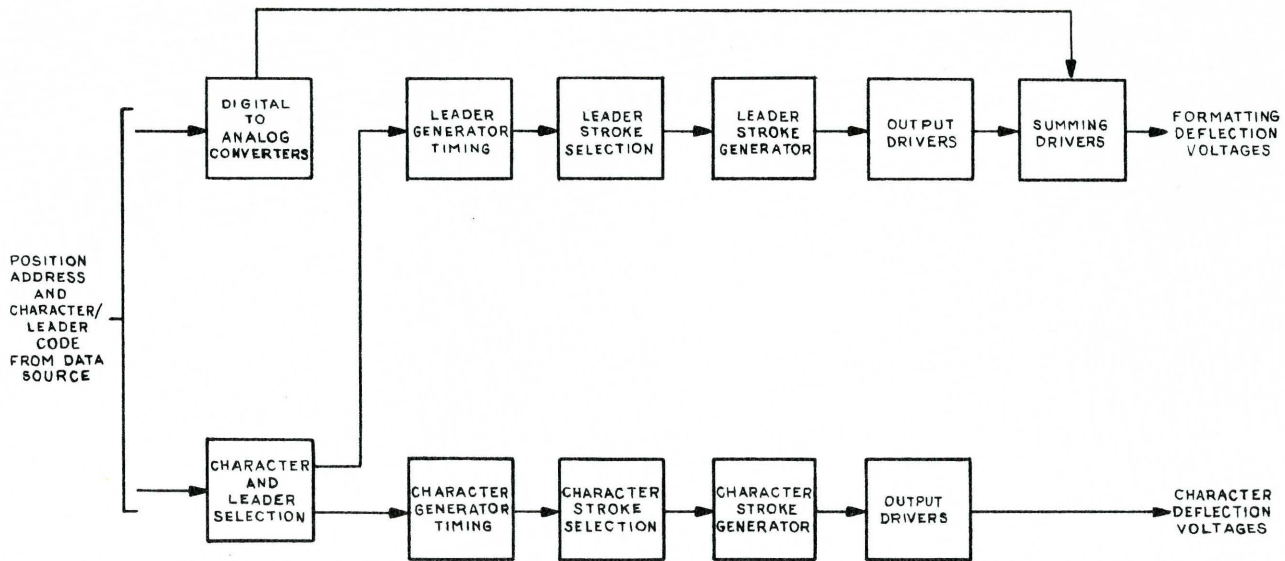 DIGITAL
TO
ANALOG
CONVERTERS
LEADER
GENERATOR
TIMING
LEADER
STROKE
SELECTION
LEADER
STROKE
GENERATOR
OUTPUT
DRIVERS
SUMMING
DRIVERS
FORMATTING
DEFLECTION
VOLTAGES
POSITION
ADDRESS
AND
CHARACTER/
LEADER
CODE
FROM DATA
SOURCE
CHARACTER
AND
LEADER
SELECTION
CHARACTER
GENERATOR
TIMING
CHARACTER
STROKE
SELECTION
CHARACTER
STROKE
GENERATOR
OUTPUT
DRIVERS
CHARACTER
DEFLECTION
VOLTAGES